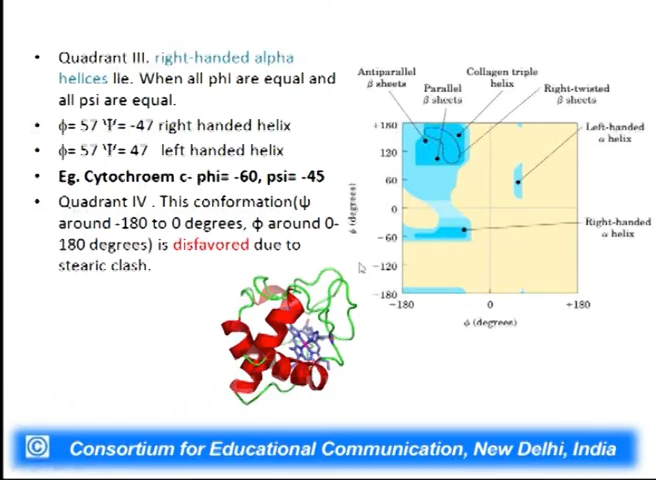 • Quadrant III. right-handed alpha
helices lie. When all phi are equal and
all psi are equal.
• ϕ= 57 Ψ= -47 right handed helix
• ϕ= 57 Ψ= 47 left handed helix
• Eg. Cytochroem c- phi= -60, psi= -45
• Quadrant IV . This conformation(ψ
around -180 to 0 degrees, ϕ around 0-
180 degrees) is disfavored due to
stearic clash.
Antiparallel
β sheets
Parallel
β sheets
Collagen triple
helix
Right-twisted
β sheets
Left-handed
α helix
Right-handed
α helix
+180
120
60
0
−60
−120
−180
ψ (degrees)
−180
0
+180
ϕ (degrees)
© Consortium for Educational Communication, New Delhi, India